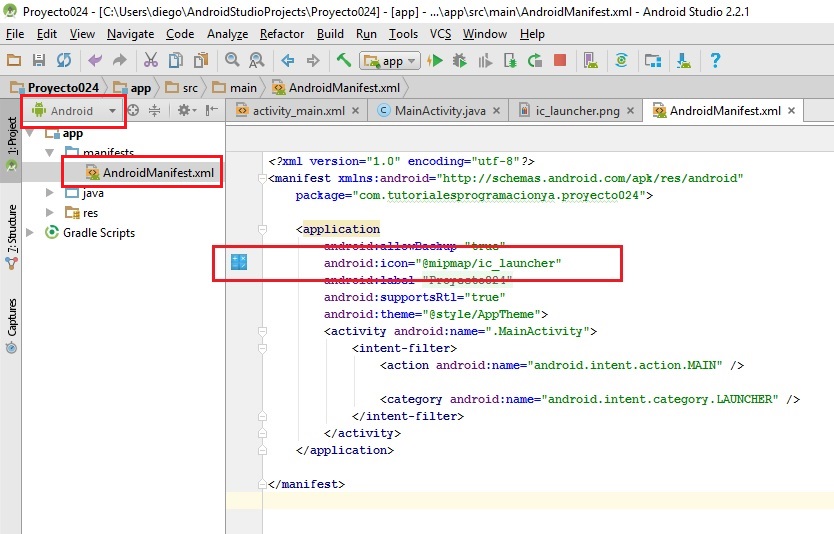 Proyecto024 - [C:\Users\diego\AndroidStudioProjects\Proyecto024] - [app] - ...\app\src\main\AndroidManifest.xml - Android Studio 2.2.1
File Edit View Navigate Code Analyze Refactor Build Run Tools VCS Window Help
app
Proyecto024 app src main AndroidManifest.xml
Android
activity_main.xml MainActivity.java ic_launcher.png AndroidManifest.xml
1: Project
7: Structure
Captures
app
manifests
AndroidManifest.xml
java
res
Gradle Scripts
<?xml version="1.0" encoding="utf-8"?>
<manifest xmlns:android="http://schemas.android.com/apk/res/android"
package="com.tutorialesprogramacionya.proyecto024">
<application
android:allowBackup="true"
android:icon="@mipmap/ic_launcher"
android:label="Proyecto024"
android:supportsRtl="true"
android:theme="@style/AppTheme">
<activity android:name=".MainActivity">
<intent-filter>
<action android:name="android.intent.action.MAIN" />
<category android:name="android.intent.category.LAUNCHER" />
</intent-filter>
</activity>
</application>
</manifest>